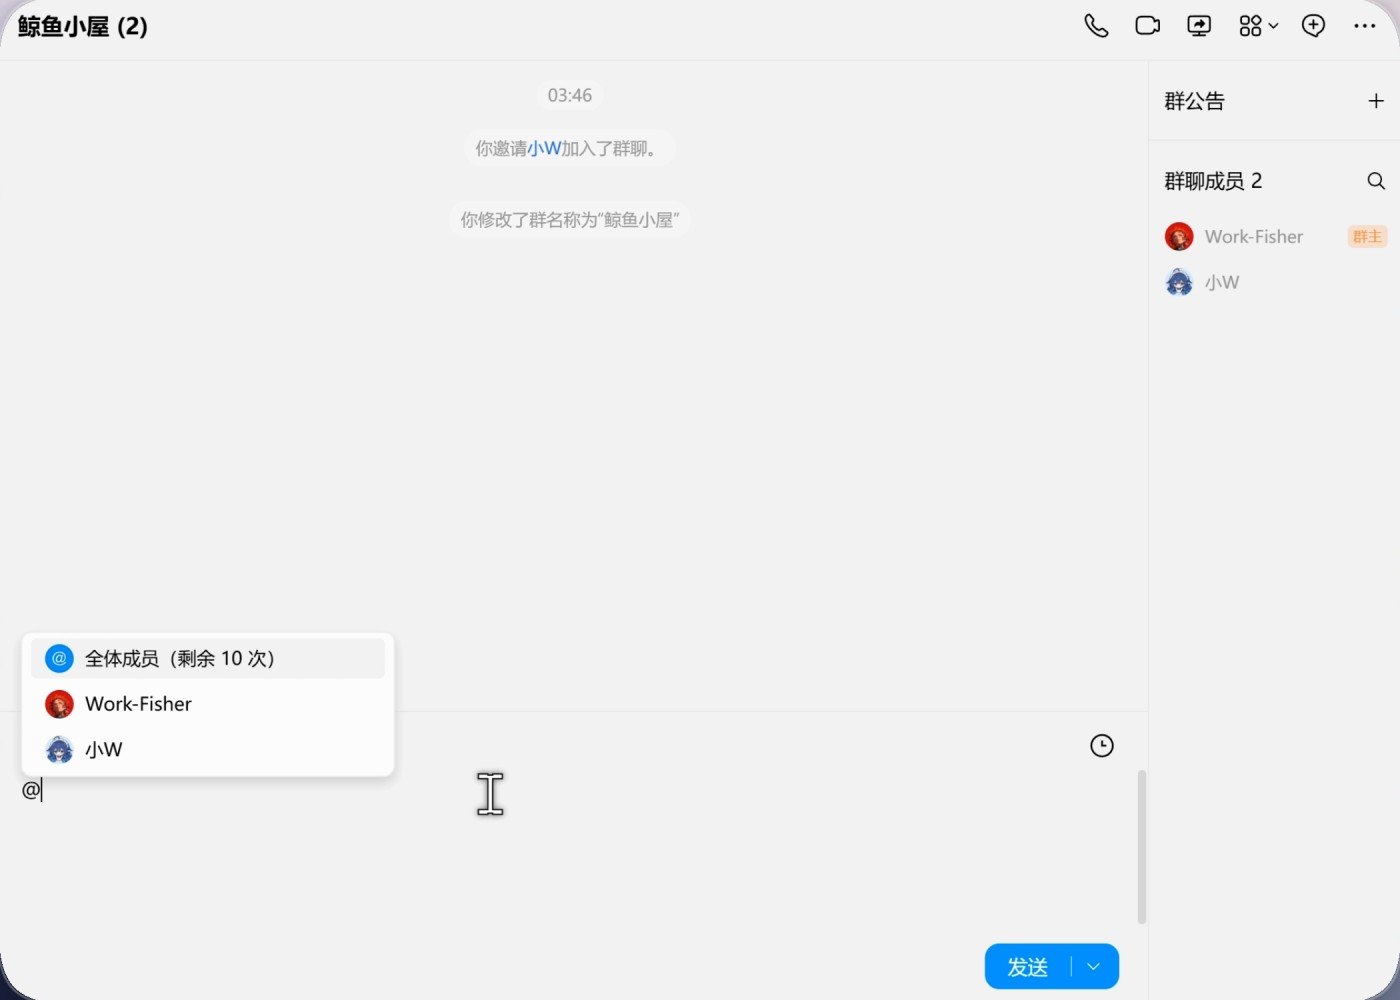 鲸鱼小屋 (2)
03:46
你邀请小W加入了群聊。
你修改了群名称为“鲸鱼小屋”
群公告
群聊成员 2
Work-Fisher 群主
小W
@ 全体成员（剩余 10 次）
Work-Fisher
小W
@
发送